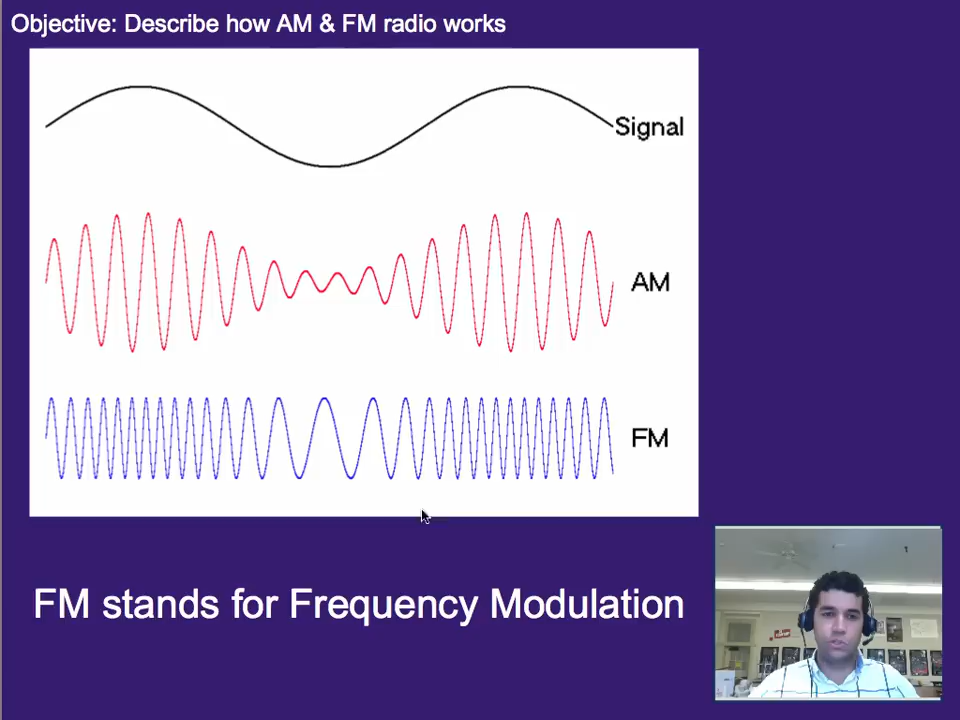 Objective: Describe how AM & FM radio works
Signal
AM
FM
FM stands for Frequency Modulation